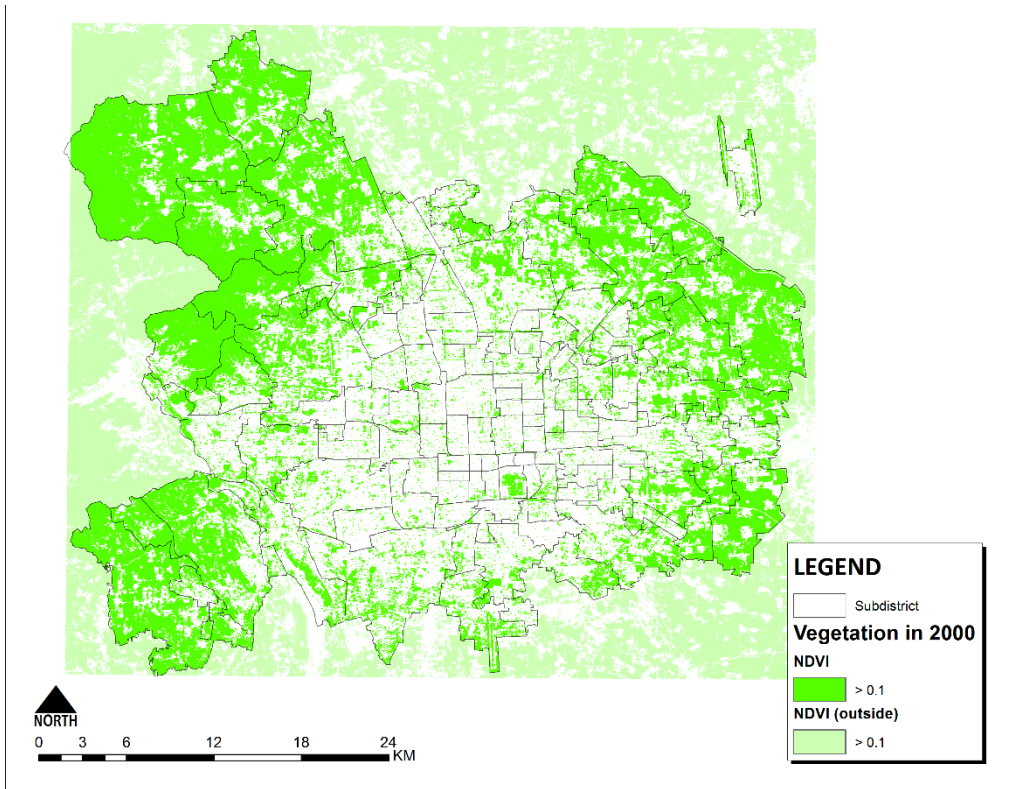 LEGEND
Subdistrict
Vegetation in 2000
NDVI
> 0.1
NDVI (outside)
> 0.1
NORTH
0 3 6 12 18 24
KM